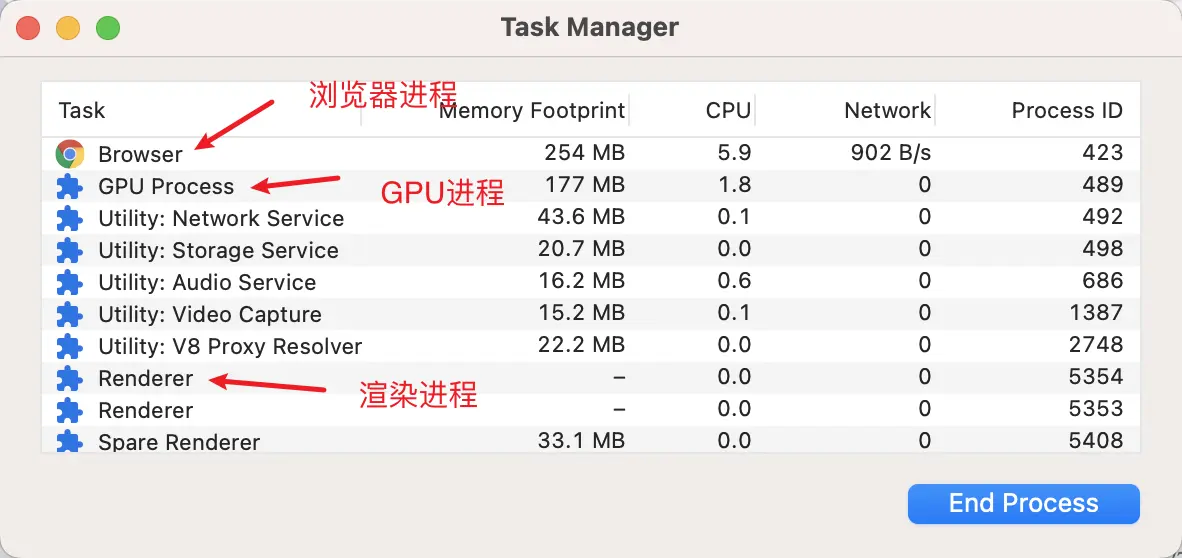 Task Manager
浏览器进程
Task Memory Footprint CPU Network Process ID
Browser 254 MB 5.9 902 B/s 423
GPU Process 177 MB 1.8 0 489
GPU进程
Utility: Network Service 43.6 MB 0.1 0 492
Utility: Storage Service 20.7 MB 0.0 0 498
Utility: Audio Service 16.2 MB 0.6 0 686
Utility: Video Capture 15.2 MB 0.1 0 1387
Utility: V8 Proxy Resolver 22.2 MB 0.0 0 2748
Renderer – 0.0 0 5354
渲染进程
Renderer – 0.0 0 5353
Spare Renderer 33.1 MB 0.0 0 5408
End Process